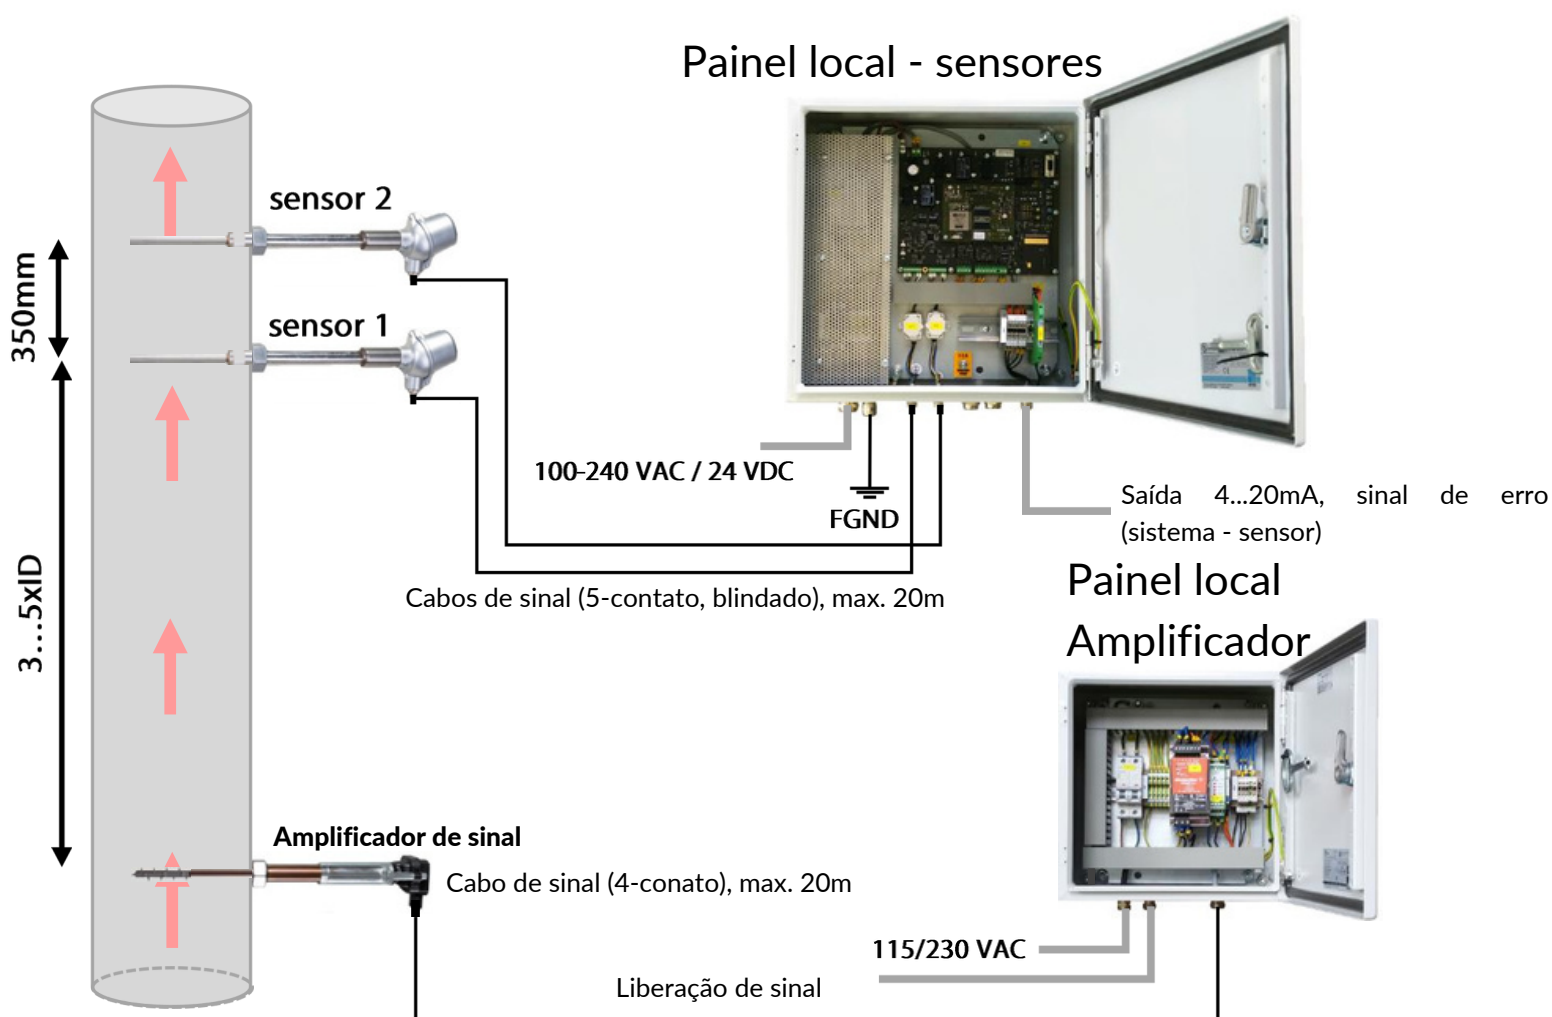 Painel local - sensores
sensor 2
sensor 1
350mm
3...5xID
100-240 VAC / 24 VDC
FGND
Saída 4...20mA, sinal de erro
(sistema - sensor)
Cabos de sinal (5-contato, blindado), max. 20m
Painel local
Amplificador
Amplificador de sinal
Cabo de sinal (4-conato), max. 20m
115/230 VAC
Liberação de sinal